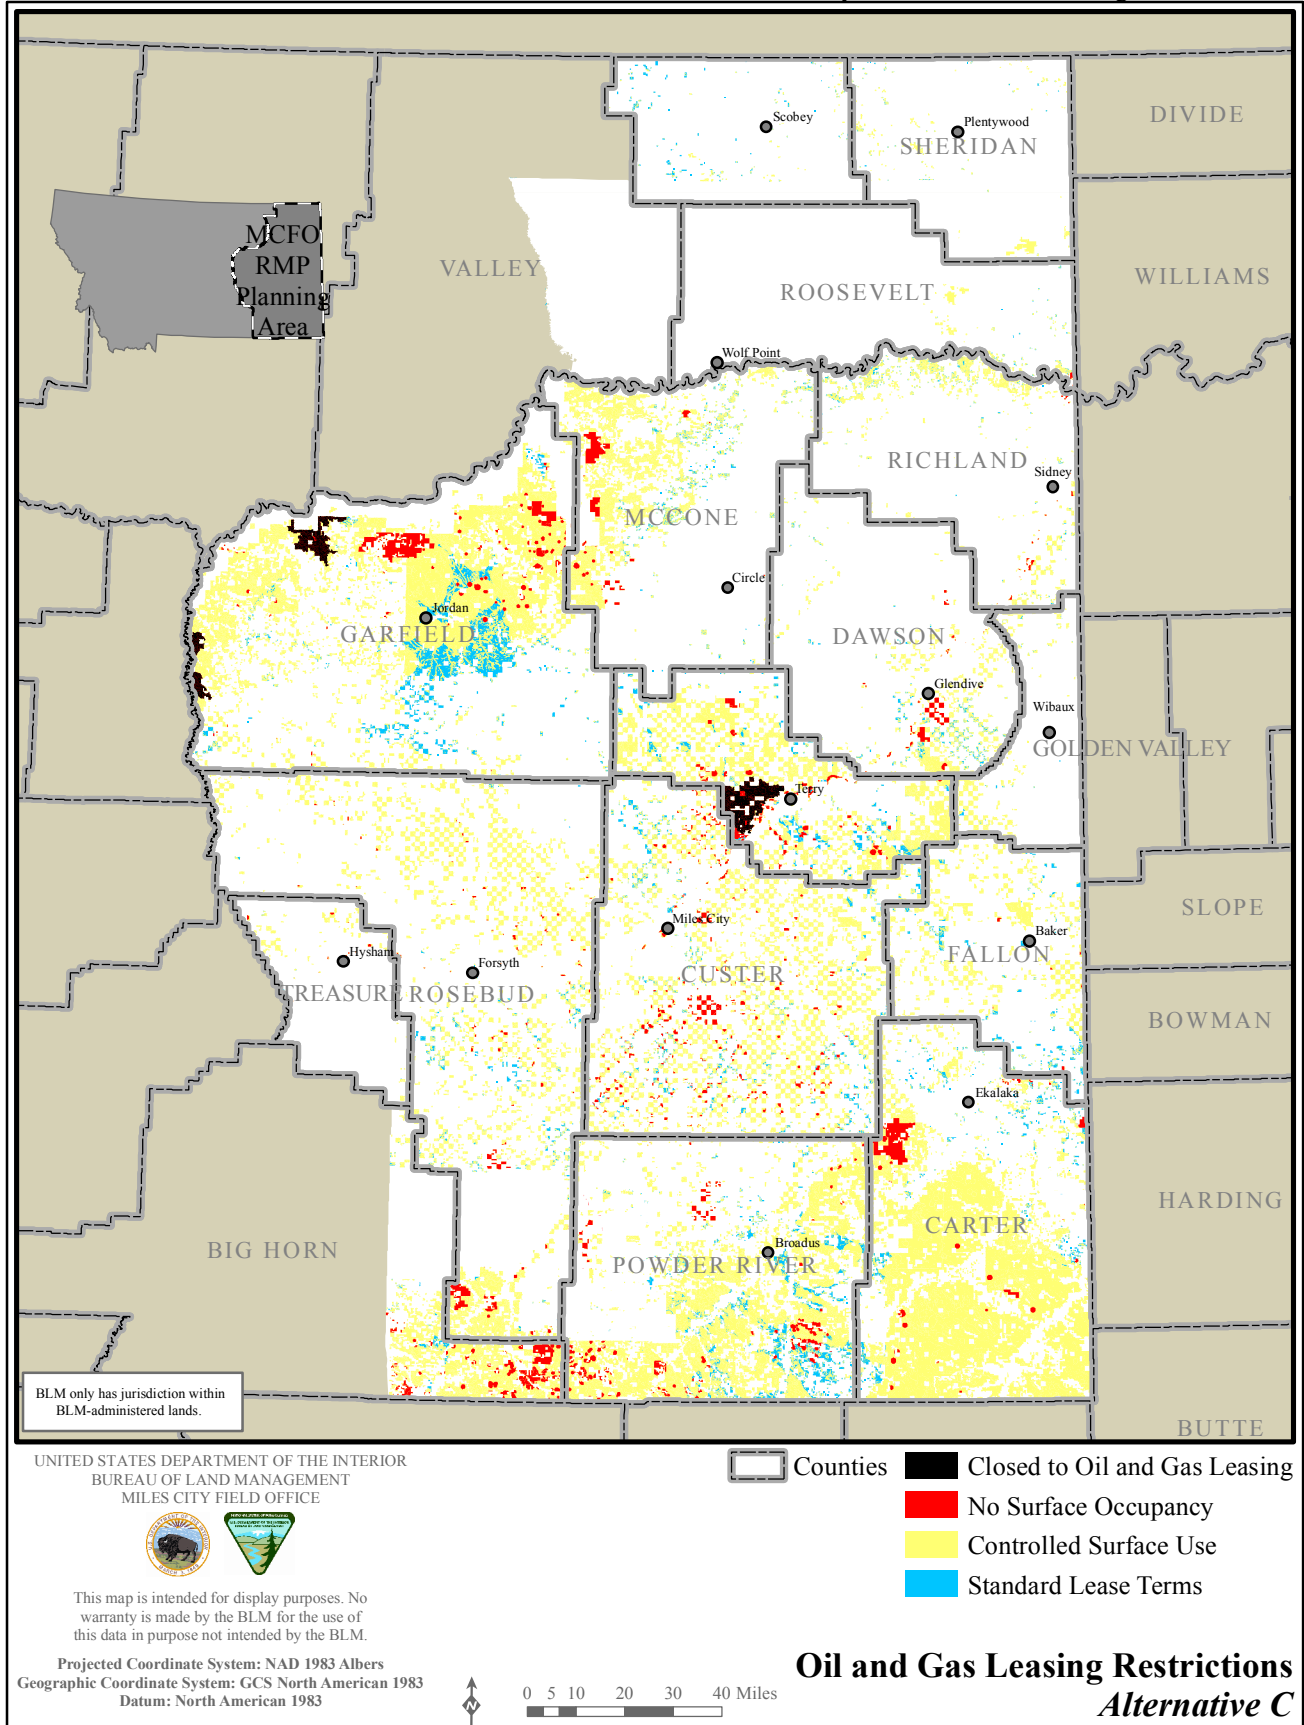 DIVIDE
Scobey
Plentywood
SHERIDAN
MCFO
RMP
Planning
Area
VALLEY
WILLIAMS
ROOSEVELT
Wolf Point
RICHLAND
Sidney
MCCONE
Circle
Jordan
GARFIELD
DAWSON
Glendive
Wibaux
GOLDEN VALLEY
Terry
SLOPE
Miles City
Baker
FALLON
Hysham
Forsyth
CUSTER
TREASURE
ROSEBUD
BOWMAN
Ekalaka
HARDING
CARTER
BIG HORN
Broadus
POWDER RIVER
BLM only has jurisdiction within
BLM-administered lands.
BUTTE
UNITED STATES DEPARTMENT OF THE INTERIOR
BUREAU OF LAND MANAGEMENT
MILES CITY FIELD OFFICE
This map is intended for display purposes. No
warranty is made by the BLM for the use of
this data in purpose not intended by the BLM.
Projected Coordinate System: NAD 1983 Albers
Geographic Coordinate System: GCS North American 1983
Datum: North American 1983
N
0 5 10 20 30 40 Miles
Counties
Closed to Oil and Gas Leasing
No Surface Occupancy
Controlled Surface Use
Standard Lease Terms
Oil and Gas Leasing Restrictions
Alternative C